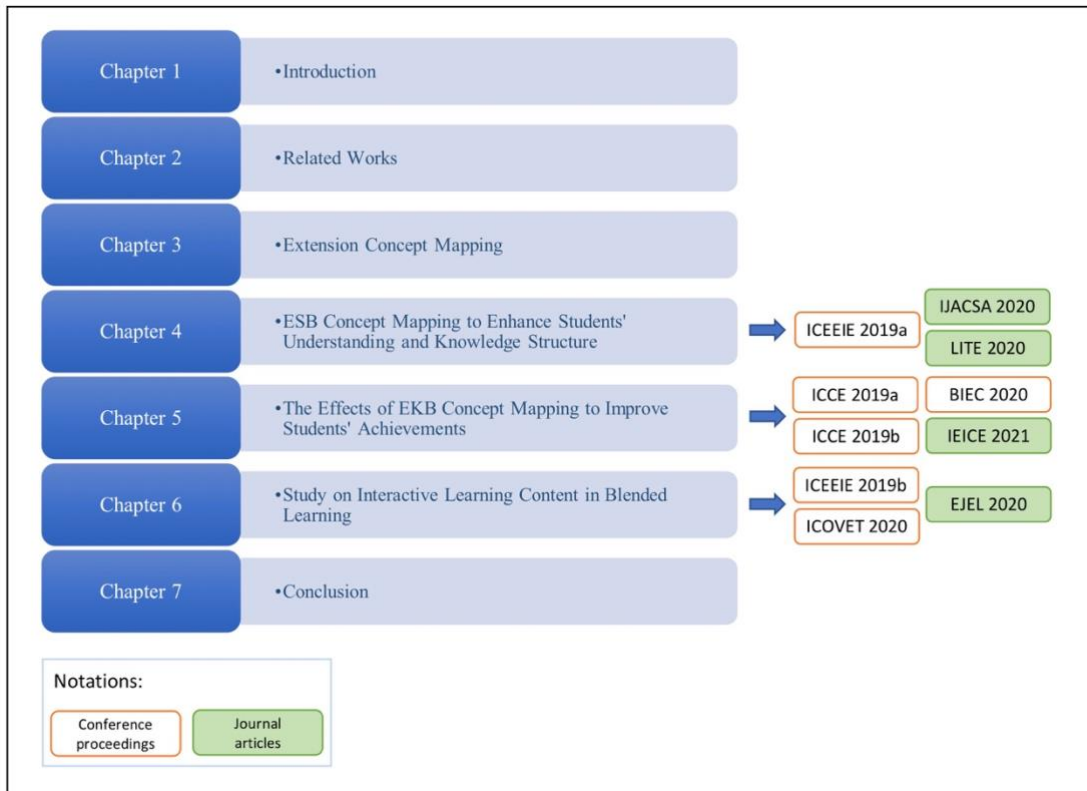 Chapter 1
•Introduction
Chapter 2
•Related Works
Chapter 3
•Extension Concept Mapping
Chapter 4
•ESB Concept Mapping to Enhance Students'
Understanding and Knowledge Structure
ICEEIE 2019a
IJACSA 2020
LITE 2020
Chapter 5
•The Effects of EKB Concept Mapping to Improve
Students' Achievements
ICCE 2019a
BIEC 2020
ICCE 2019b
IEICE 2021
Chapter 6
•Study on Interactive Learning Content in Blended
Learning
ICEEIE 2019b
ICOVET 2020
EJEL 2020
Chapter 7
•Conclusion
Notations:
Conference
proceedings
Journal
articles